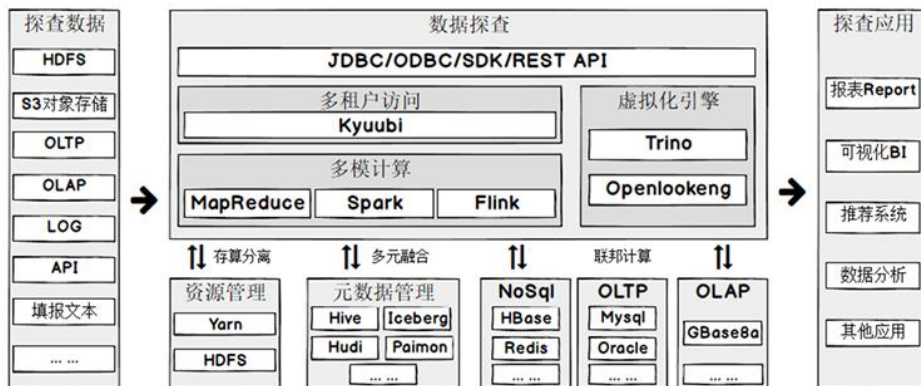 探查数据
HDFS
S3对象存储
OLTP
OLAP
LOG
API
填报文本
... ...
数据探查
JDBC/ODBC/SDK/REST API
多租户访问
Kyuubi
多模计算
MapReduce
Spark
Flink
虚拟化引擎
Trino
Openlookeng
存算分离
多元融合
联邦计算
资源管理
Yarn
HDFS
元数据管理
Hive
Iceberg
Hudi
Paimon
... ...
NoSql
HBase
Redis
... ...
OLTP
Mysql
Oracle
... ...
OLAP
GBase8a
... ...
探查应用
报表Report
可视化BI
推荐系统
数据分析
其他应用